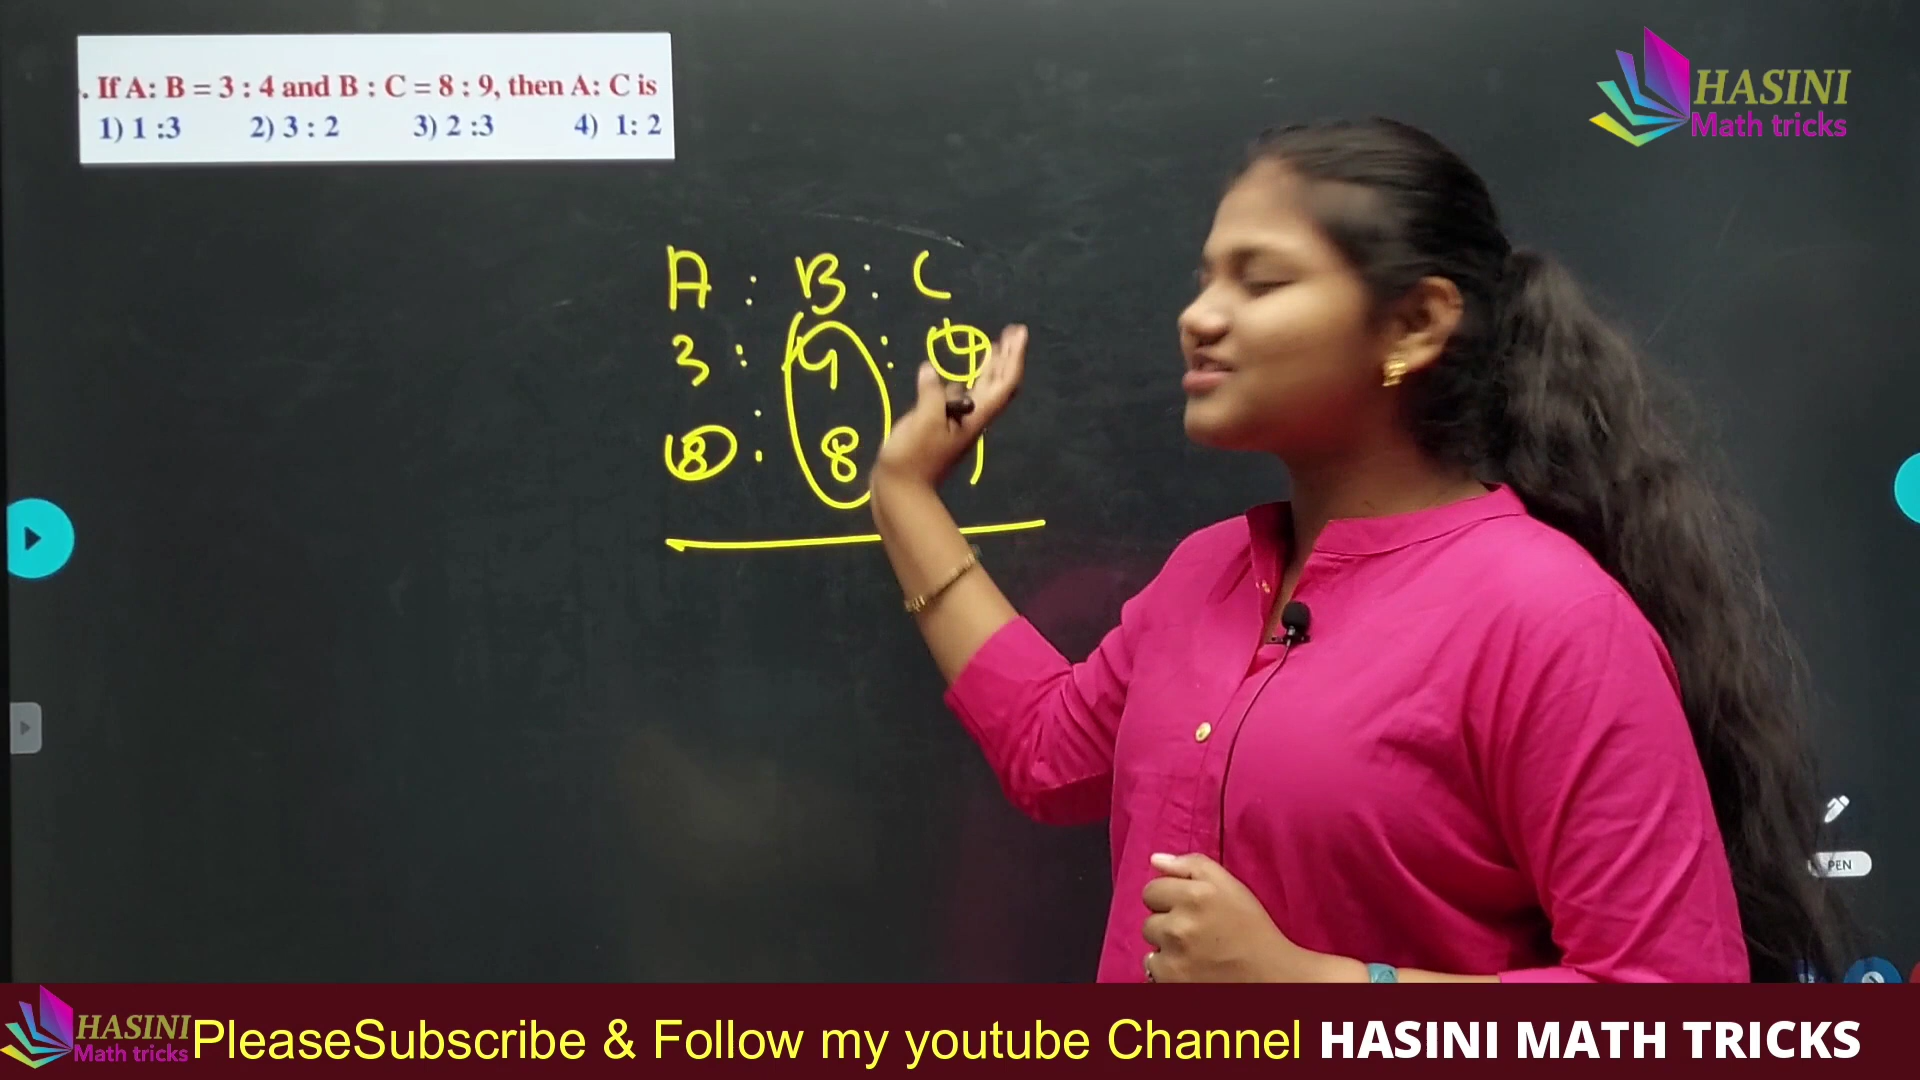 . If A: B = 3 : 4 and B : C = 8 : 9, then A: C is
1) 1 :3 2) 3 : 2 3) 2 :3 4) 1: 2
HASINI
Math tricks
A : B : C
3 : 4 : 4
8 : 8
PEN
HASINI
Math tricks
PleaseSubscribe & Follow my youtube Channel HASINI MATH TRICKS